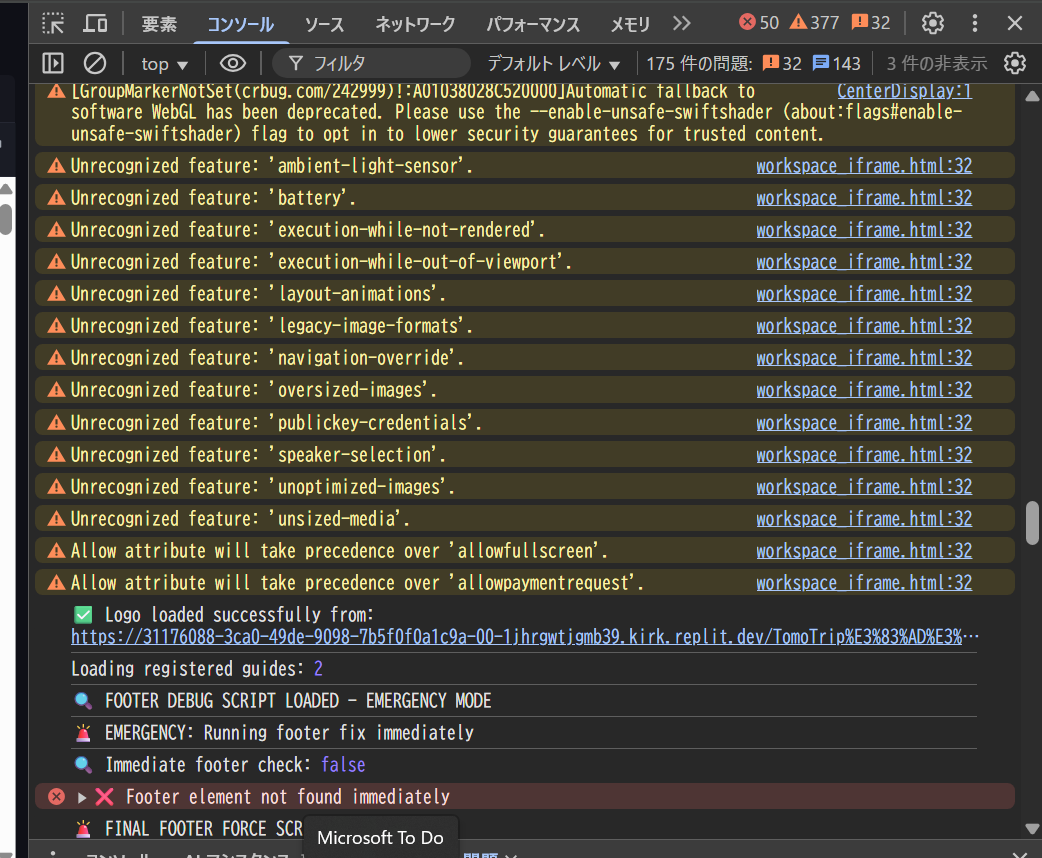 要素 コンソール ソース ネットワーク パフォーマンス メモリ 50 377 32
top フィルタ デフォルト レベル 175 件の問題: 32 143 3 件の非表示
[GroupMarkerNotSet(crbug.com/242999)!:A01038028C520000]Automatic fallback to CenterDisplay:1
software WebGL has been deprecated. Please use the --enable-unsafe-swiftshader (about:flags#enable-
unsafe-swiftshader) flag to opt in to lower security guarantees for trusted content.
Unrecognized feature: 'ambient-light-sensor'. workspace_iframe.html:32
Unrecognized feature: 'battery'. workspace_iframe.html:32
Unrecognized feature: 'execution-while-not-rendered'. workspace_iframe.html:32
Unrecognized feature: 'execution-while-out-of-viewport'. workspace_iframe.html:32
Unrecognized feature: 'layout-animations'. workspace_iframe.html:32
Unrecognized feature: 'legacy-image-formats'. workspace_iframe.html:32
Unrecognized feature: 'navigation-override'. workspace_iframe.html:32
Unrecognized feature: 'oversized-images'. workspace_iframe.html:32
Unrecognized feature: 'publickey-credentials'. workspace_iframe.html:32
Unrecognized feature: 'speaker-selection'. workspace_iframe.html:32
Unrecognized feature: 'unoptimized-images'. workspace_iframe.html:32
Unrecognized feature: 'unsized-media'. workspace_iframe.html:32
Allow attribute will take precedence over 'allowfullscreen'. workspace_iframe.html:32
Allow attribute will take precedence over 'allowpaymentrequest'. workspace_iframe.html:32
✅ Logo loaded successfully from:
https://31176088-3ca0-49de-9098-7b5f0f0a1c9a-00-1jhrgwtjgmb39.kirk.replit.dev/TomoTrip%E3%83%AD%E3%…
Loading registered guides: 2
🔍 FOOTER DEBUG SCRIPT LOADED - EMERGENCY MODE
🚨 EMERGENCY: Running footer fix immediately
🔍 Immediate footer check: false
❌ Footer element not found immediately
🚨 FINAL FOOTER FORCE SCR
Microsoft To Do